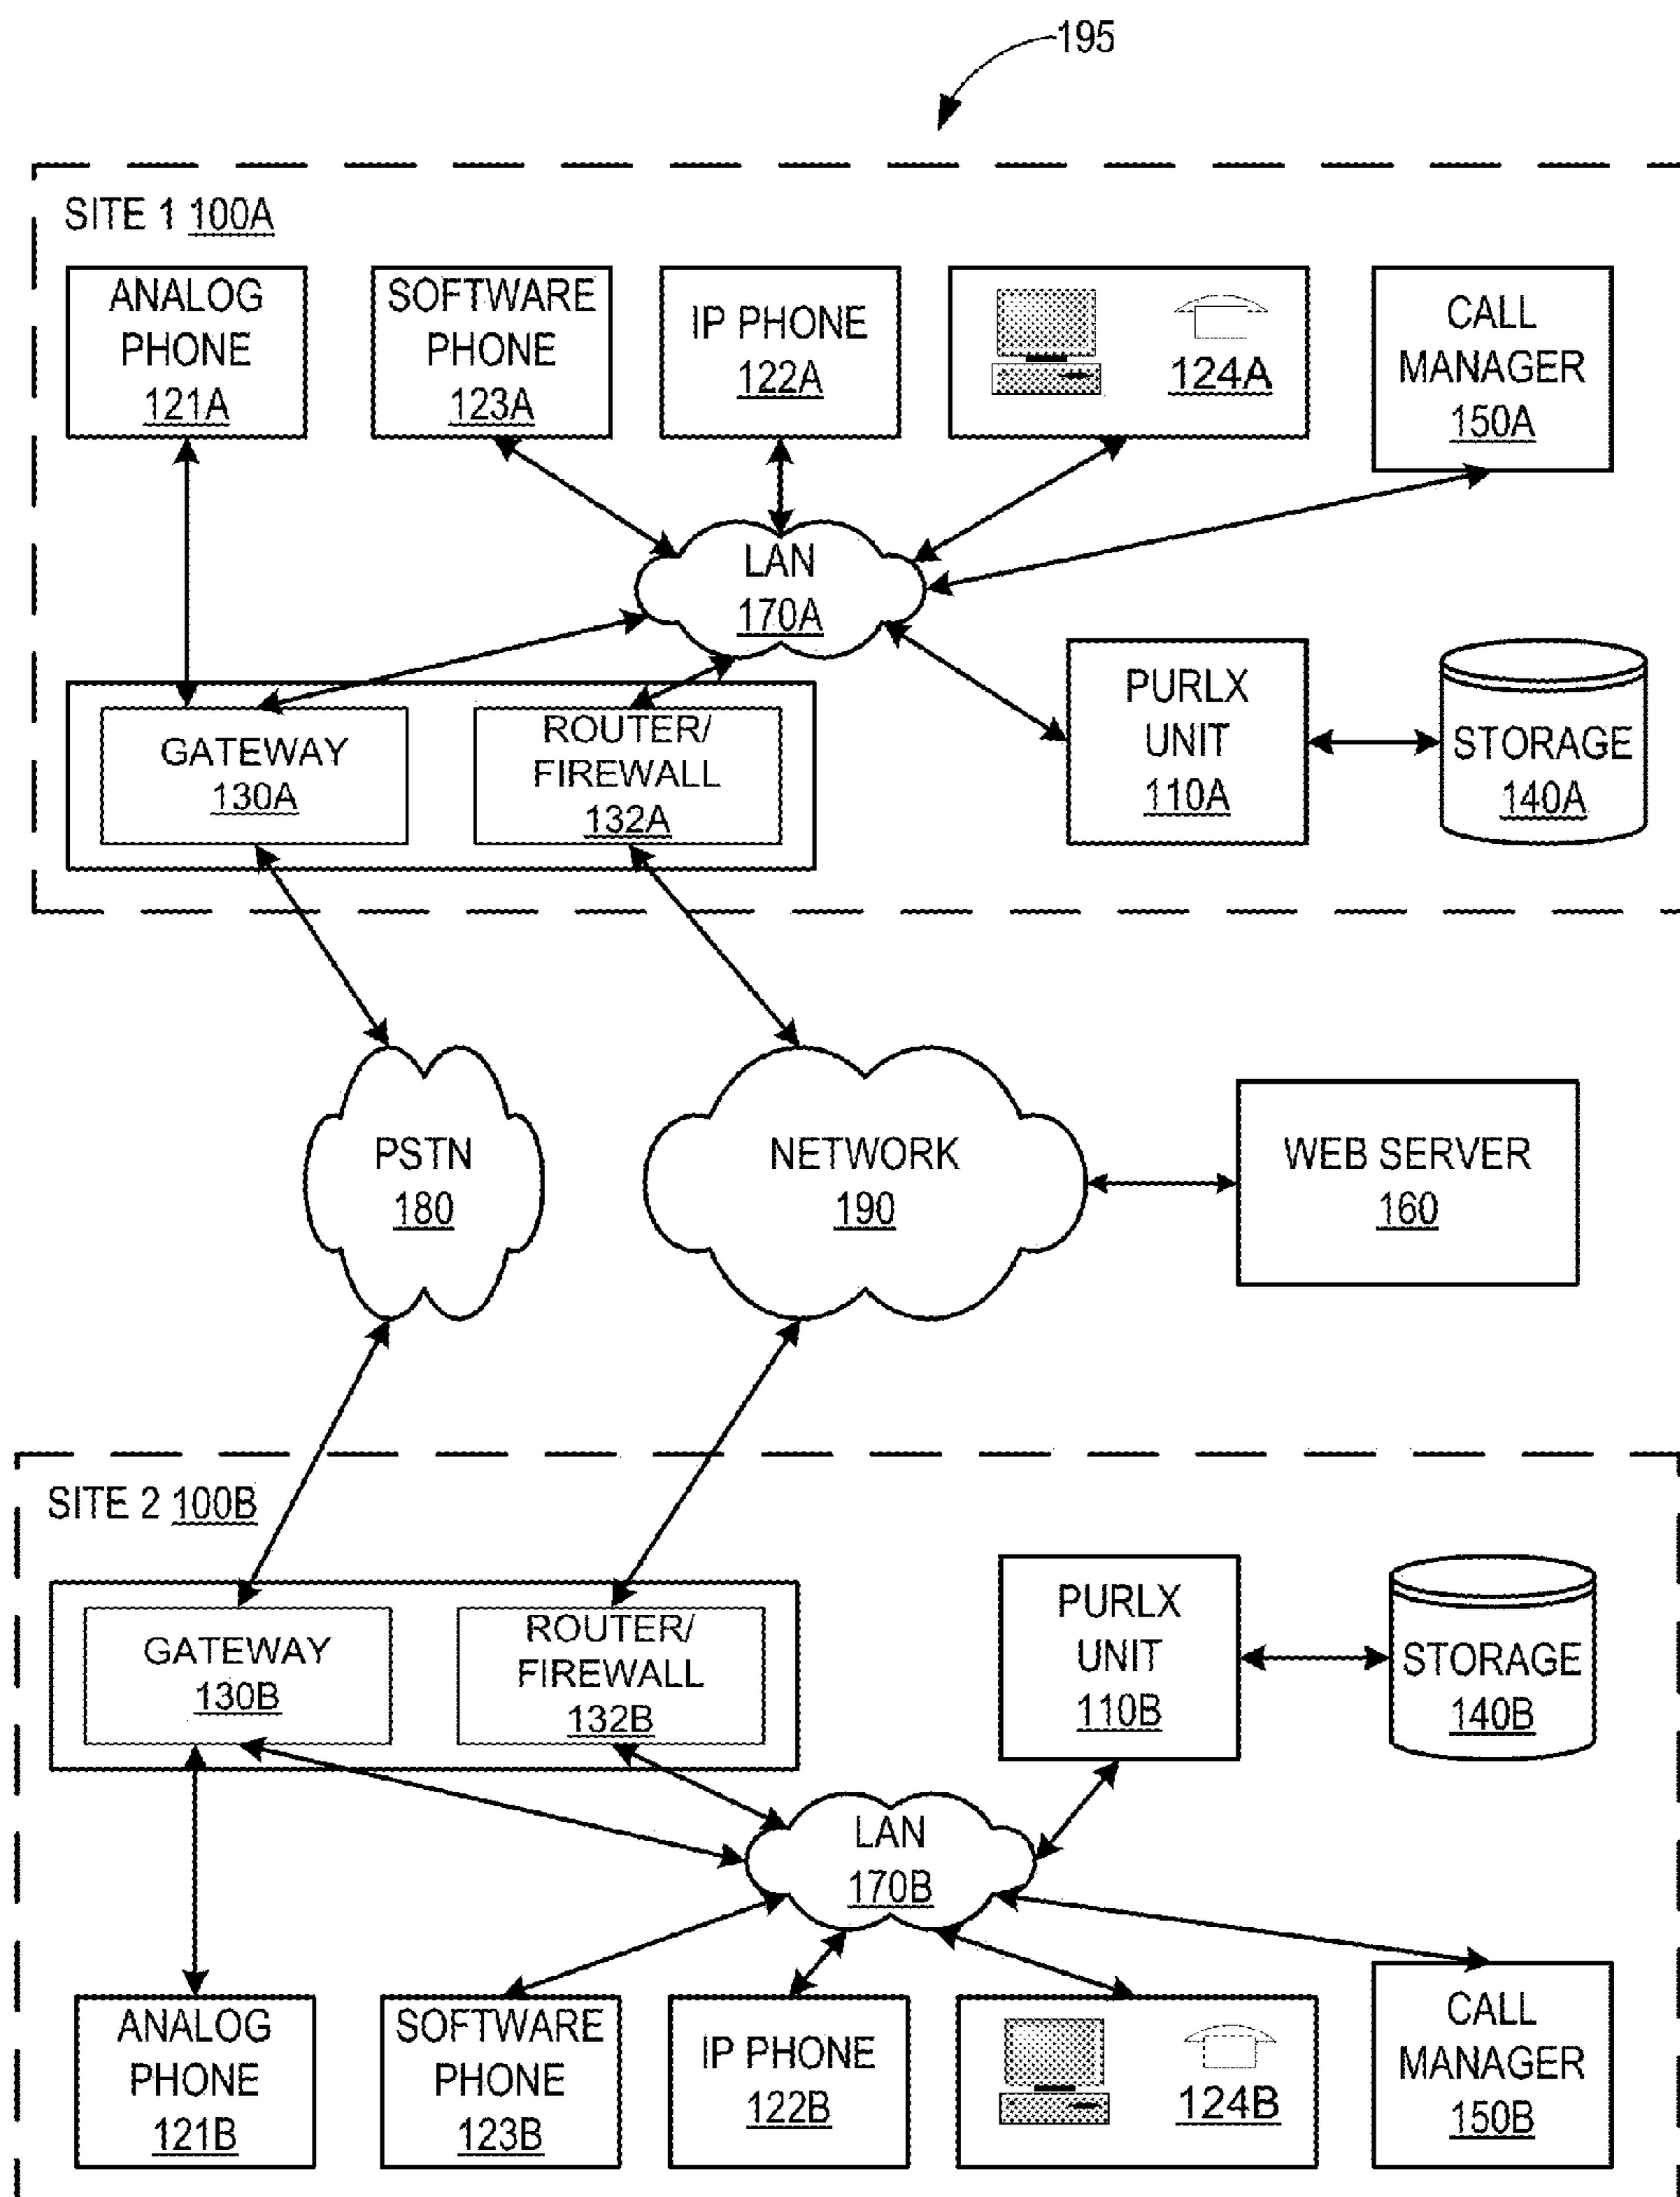 195
SITE 1 100A
ANALOG
PHONE
121A
SOFTWARE
PHONE
123A
IP PHONE
122A
124A
CALL
MANAGER
150A
LAN
170A
GATEWAY
130A
ROUTER/
FIREWALL
132A
PURLX
UNIT
110A
STORAGE
140A
PSTN
180
NETWORK
190
WEB SERVER
160
SITE 2 100B
GATEWAY
130B
ROUTER/
FIREWALL
132B
PURLX
UNIT
110B
STORAGE
140B
LAN
170B
ANALOG
PHONE
121B
SOFTWARE
PHONE
123B
IP PHONE
122B
124B
CALL
MANAGER
150B